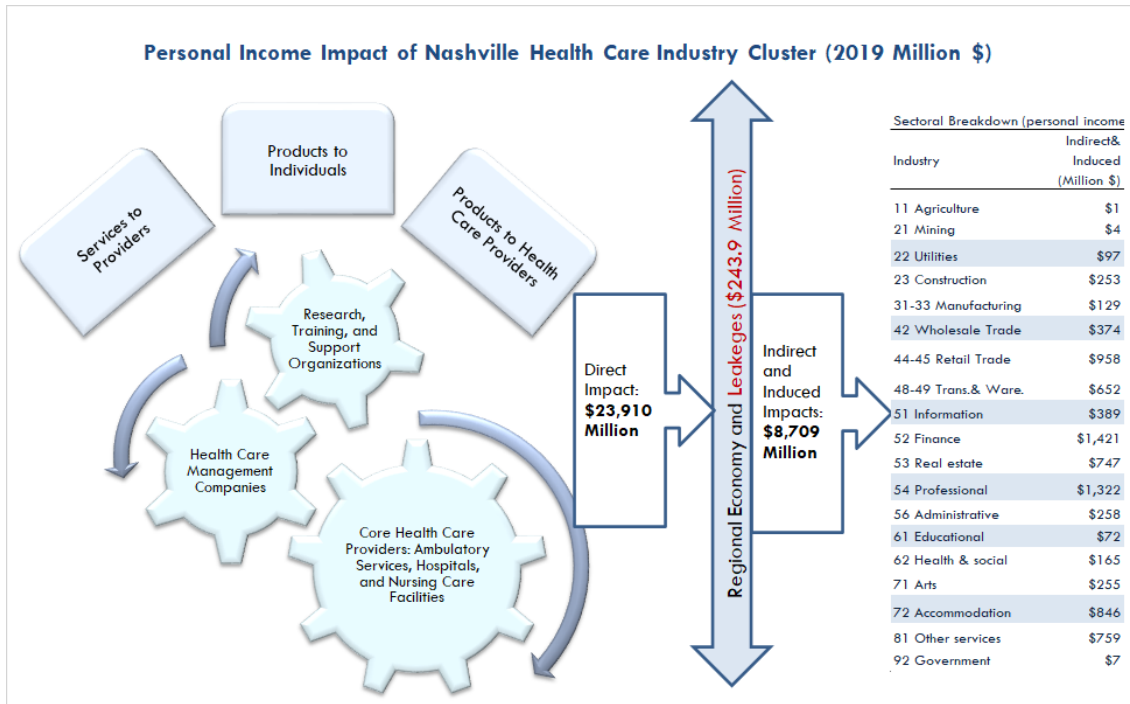 Personal Income Impact of Nashville Health Care Industry Cluster (2019 Million $)
Services to
Providers
Products to
Individuals
Products to Health
Care Providers
Research,
Training, and
Support
Organizations
Health Care
Management
Companies
Core Health Care
Providers: Ambulatory
Services, Hospitals,
and Nursing Care
Facilities
Direct
Impact:
$23,910
Million
Regional Economy and Leakeges ($243.9 Million)
Indirect
and
Induced
Impacts:
$8,709
Million
Sectoral Breakdown (personal income
Indirect&
Industry Induced
(Million $)
11 Agriculture $1
21 Mining $4
22 Utilities $97
23 Construction $253
31-33 Manufacturing $129
42 Wholesale Trade $374
44-45 Retail Trade $958
48-49 Trans.& Ware. $652
51 Information $389
52 Finance $1,421
53 Real estate $747
54 Professional $1,322
56 Administrative $258
61 Educational $72
62 Health & social $165
71 Arts $255
72 Accommodation $846
81 Other services $759
92 Government $7